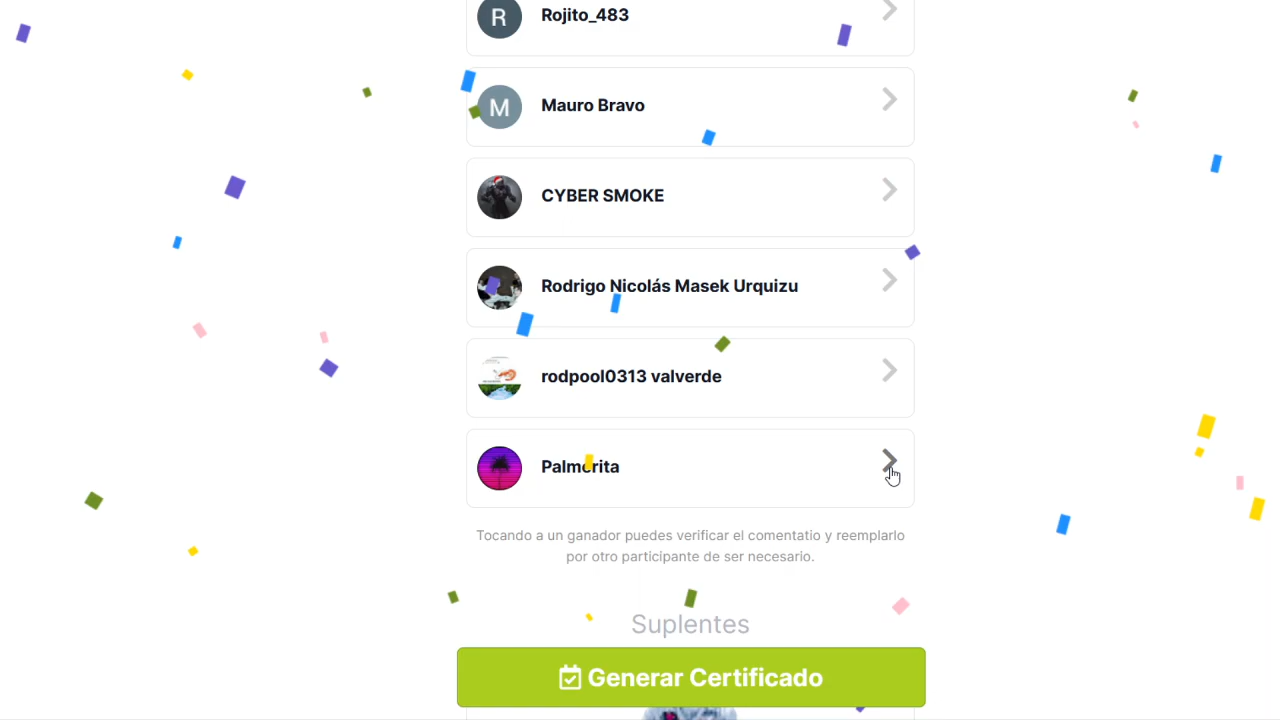 R Rojito_483
M Mauro Bravo
CYBER SMOKE
Rodrigo Nicolás Masek Urquizu
rodpool0313 valverde
Palmerita
Tocando a un ganador puedes verificar el comentatio y reemplarlo
por otro participante de ser necesario.
Suplentes
Generar Certificado